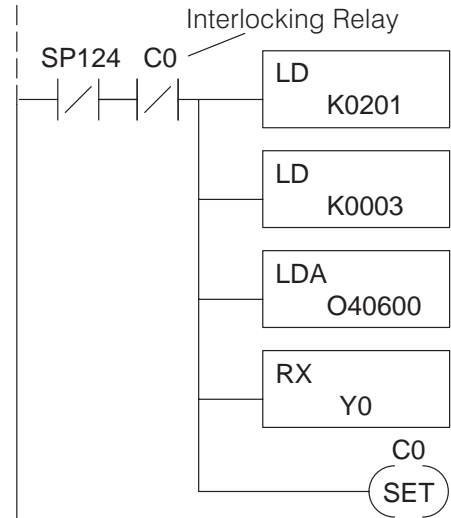 Interlocking Relay
SP124 C0
LD
K0201
LD
K0003
LDA
O40600
RX
Y0
C0
SET